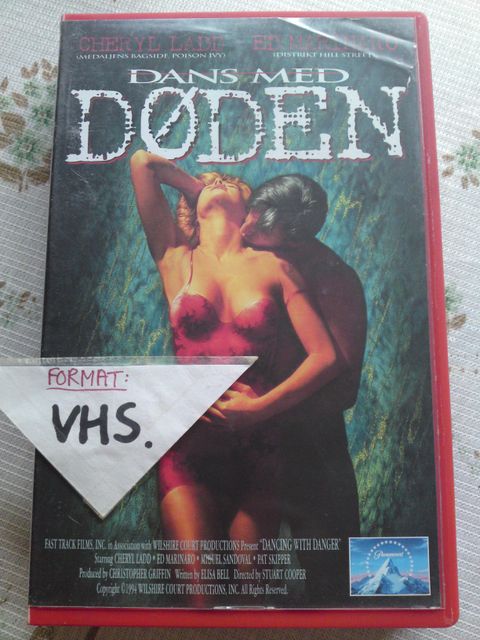 CHERYL LADD ED MARINARO
(MEDALJENS BAGSIDE, POISON IVY) (DISTRIKT HILL STREET)
DANS MED
DØDEN
FORMAT:
VHS.
FAST TRACK FILMS, INC. in Association with WILSHIRE COURT PRODUCTIONS Present "DANCING WITH DANGER"
Starring CHERYL LADD • ED MARINARO • MIGUEL SANDOVAL • PAT SKIPPER
Produced by CHRISTOPHER GRIFFIN Written by ELISA BELL Directed by STUART COOPER
Copyright ©1994 WILSHIRE COURT PRODUCTIONS, INC. All Rights Reserved.
Paramount